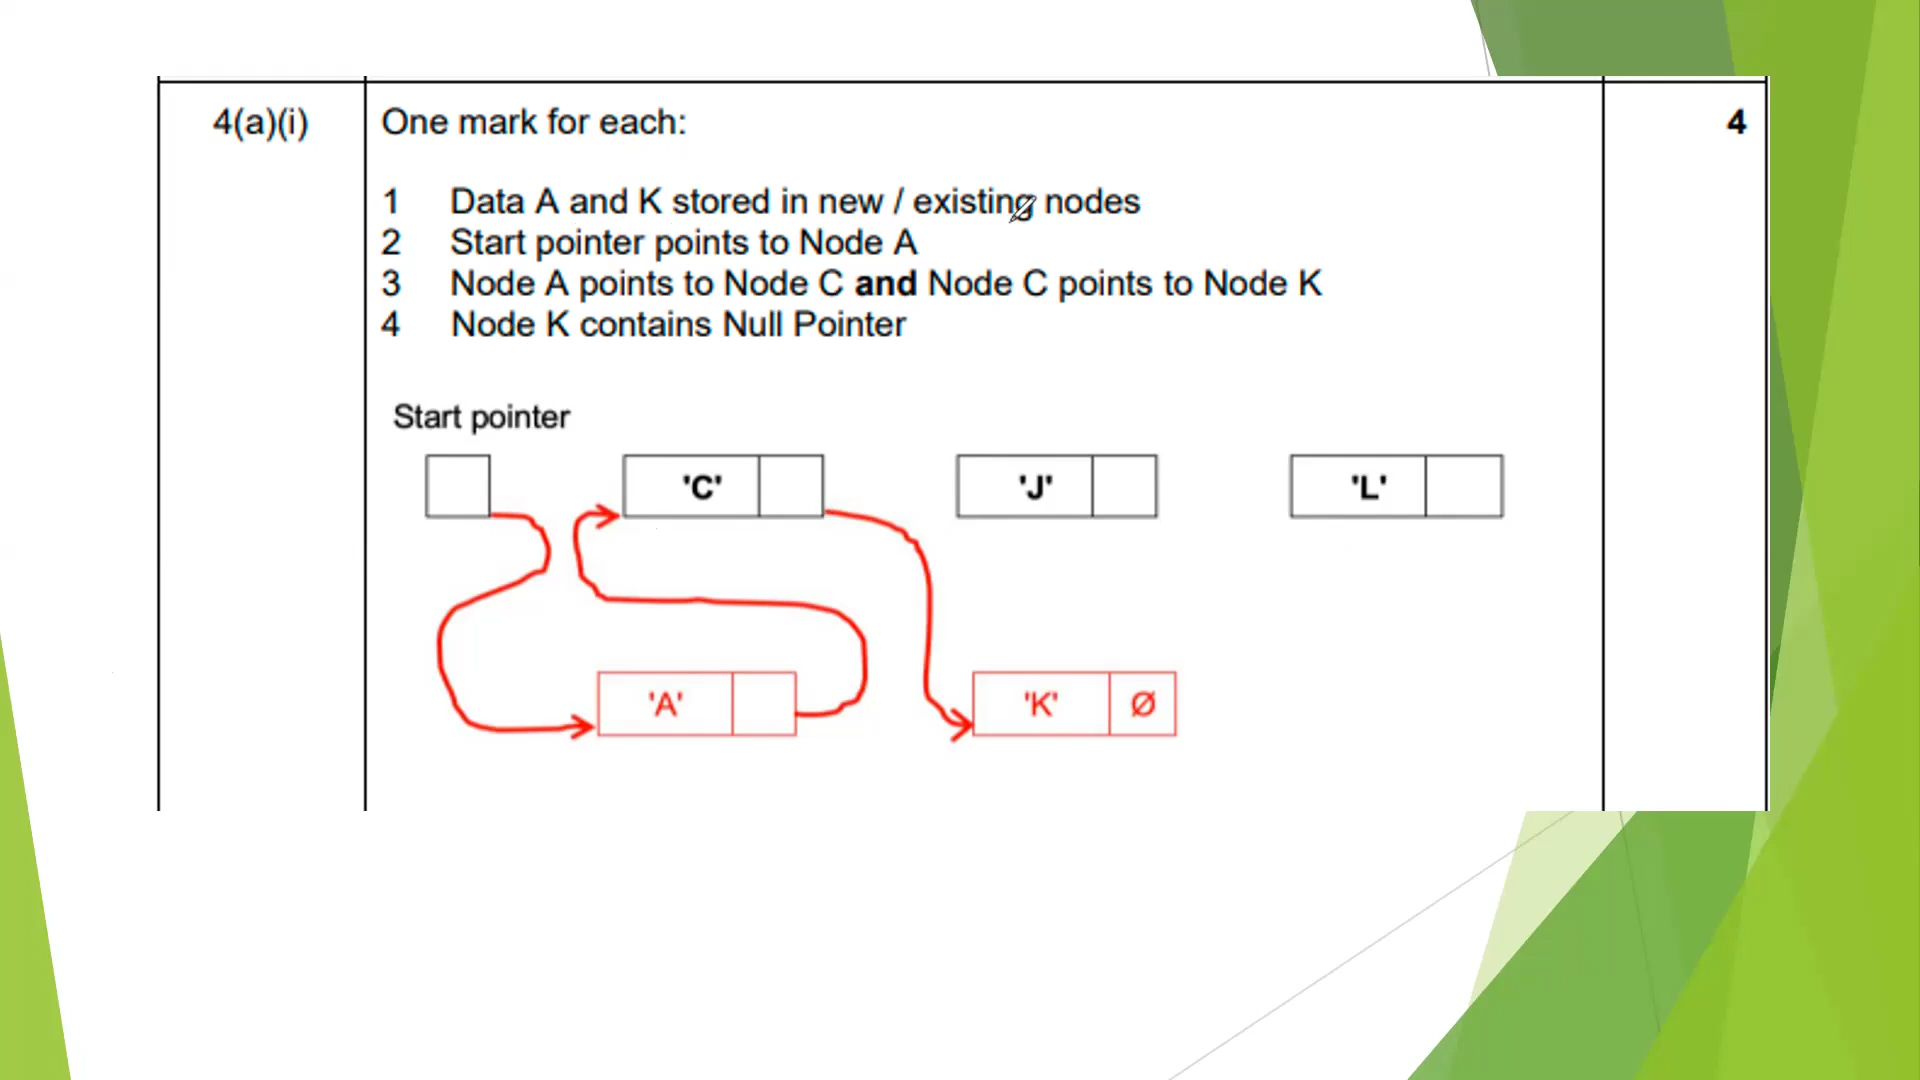 4(a)(i) One mark for each: 4
1 Data A and K stored in new / existing nodes
2 Start pointer points to Node A
3 Node A points to Node C and Node C points to Node K
4 Node K contains Null Pointer
Start pointer
'C' 'J' 'L'
'A' 'K' Ø